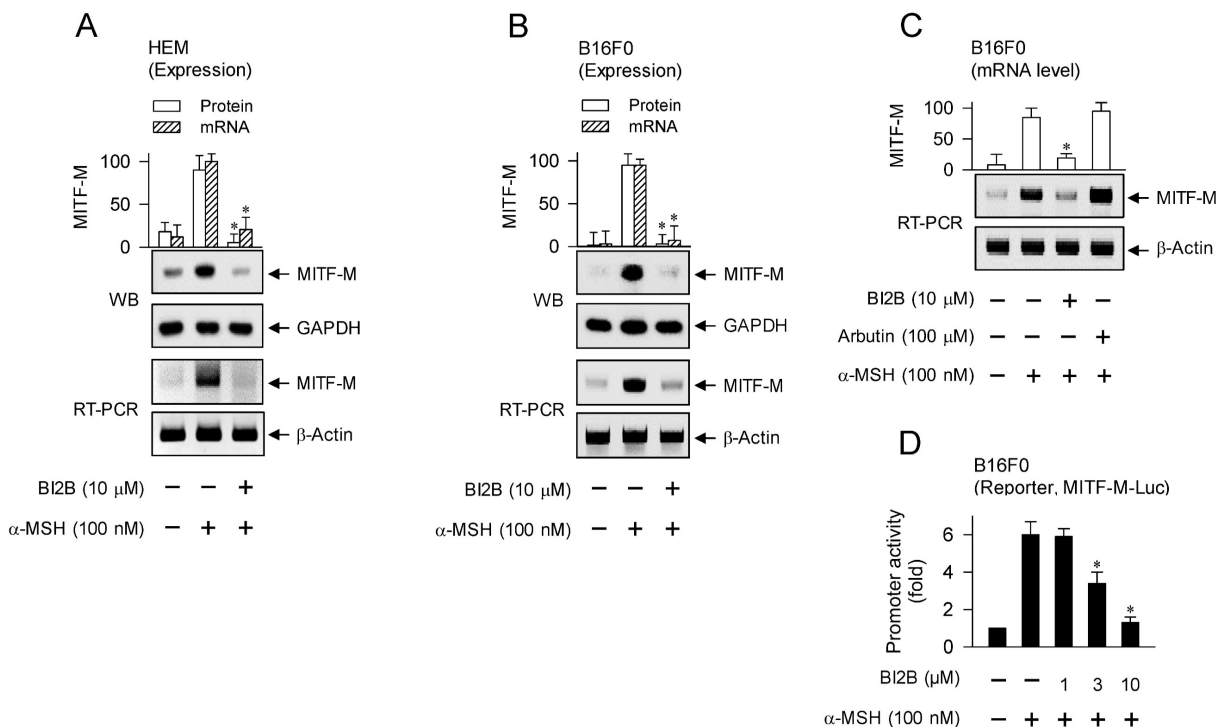 A
HEM
(Expression)
Protein
mRNA
MITF-M
100
50
0
WB
MITF-M
GAPDH
RT-PCR
MITF-M
β-Actin
BI2B (10 μM) – – +
α-MSH (100 nM) – + +
* *
B
B16F0
(Expression)
Protein
mRNA
MITF-M
100
50
0
* *
WB
MITF-M
GAPDH
RT-PCR
MITF-M
β-Actin
BI2B (10 μM) – – +
α-MSH (100 nM) – + +
C
B16F0
(mRNA level)
MITF-M
100
50
0
*
RT-PCR
MITF-M
β-Actin
BI2B (10 μM) – – + –
Arbutin (100 μM) – – – +
α-MSH (100 nM) – + + +
D
B16F0
(Reporter, MITF-M-Luc)
Promoter activity
(fold)
6
4
2
0
*
*
BI2B (μM) – – 1 3 10
α-MSH (100 nM) – + + + +